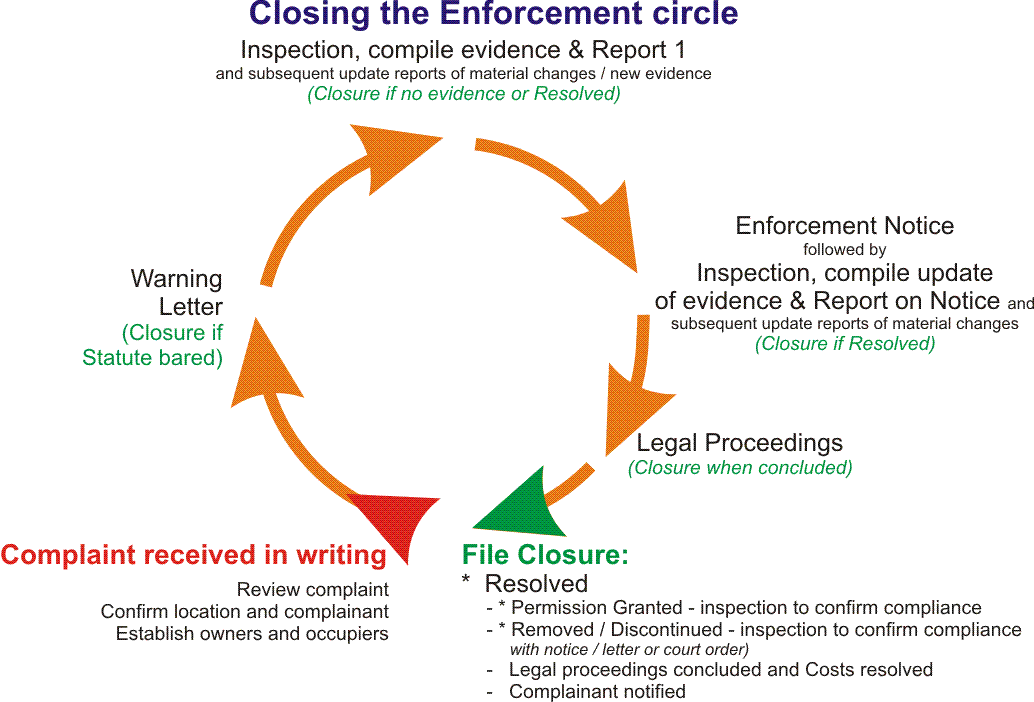 Closing the Enforcement circle
Inspection, compile evidence & Report 1
and subsequent update reports of material changes / new evidence
(Closure if no evidence or Resolved)
Enforcement Notice
followed by
Inspection, compile update
of evidence & Report on Notice and
subsequent update reports of material changes
(Closure if Resolved)
Warning
Letter
(Closure if
Statute bared)
Legal Proceedings
(Closure when concluded)
Complaint received in writing
Review complaint
Confirm location and complainant
Establish owners and occupiers
File Closure:
* Resolved
- * Permission Granted - inspection to confirm compliance
- * Removed / Discontinued - inspection to confirm compliance
with notice / letter or court order)
- Legal proceedings concluded and Costs resolved
- Complainant notified